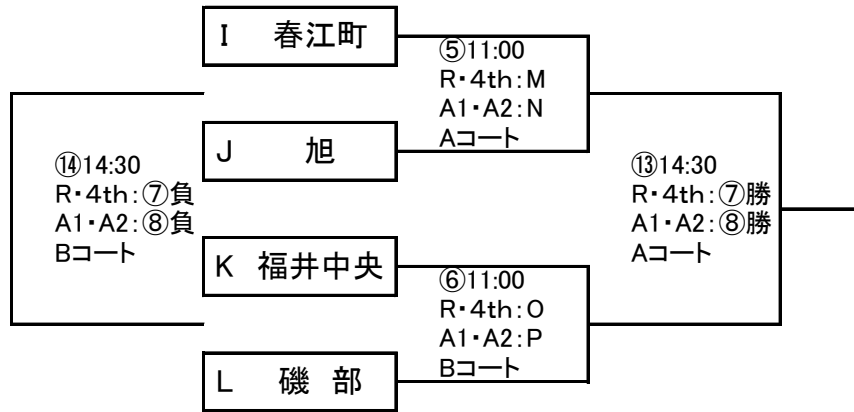 I 春江町
⑤11:00
R・4th:M
A1・A2:N
Aコート
J 旭
⑭14:30
R・4th:⑦負
A1・A2:⑧負
Bコート
⑬14:30
R・4th:⑦勝
A1・A2:⑧勝
Aコート
K 福井中央
⑥11:00
R・4th:O
A1・A2:P
Bコート
L 磯部